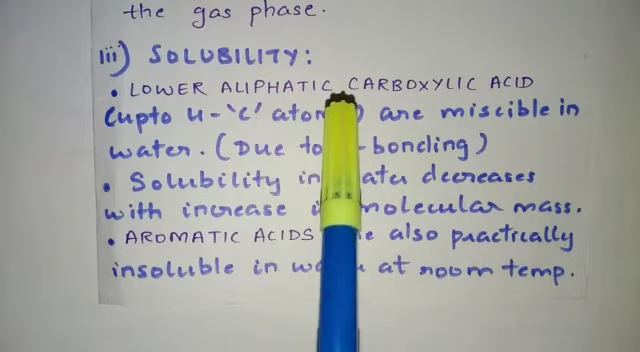 the gas phase.
iii) SOLUBILITY:
• LOWER ALIPHATIC CARBOXYLIC ACID
(upto 4-'C' ) are miscible in
water. (Due to -bonding)
• Solubility in decreases
with increase molecular mass.
• AROMATIC ACIDS also practically
insoluble in at room temp.